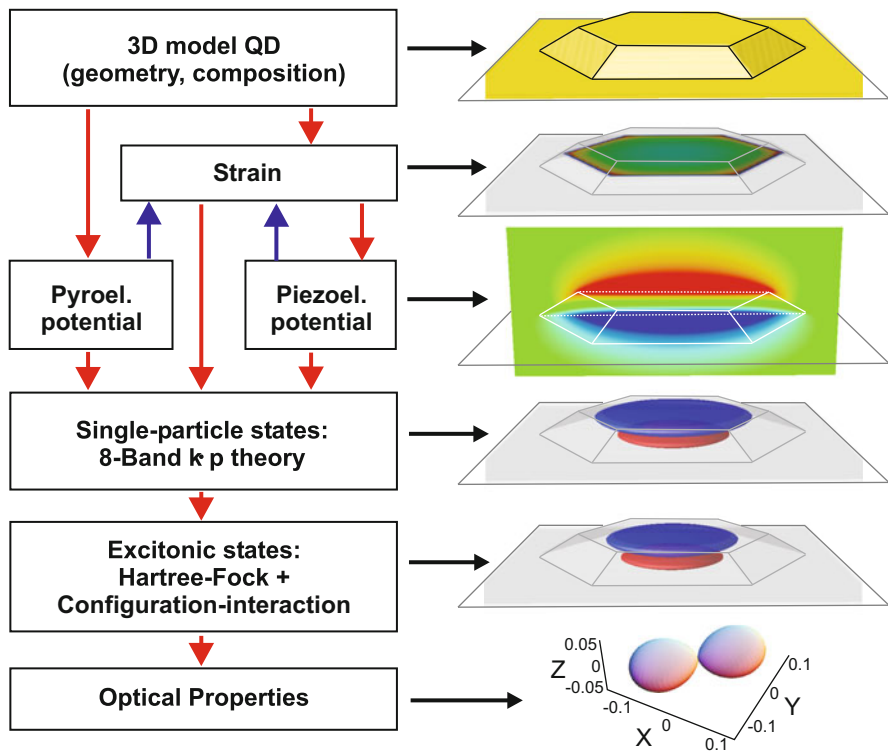 3D model QD
(geometry, composition)
Strain
Pyroel.
potential
Piezoel.
potential
Single-particle states:
8-Band k·p theory
Excitonic states:
Hartree-Fock +
Configuration-interaction
Optical Properties
0.05
Z 0
-0.05
-0.1
X 0
0.1
0.1
0 Y
-0.1